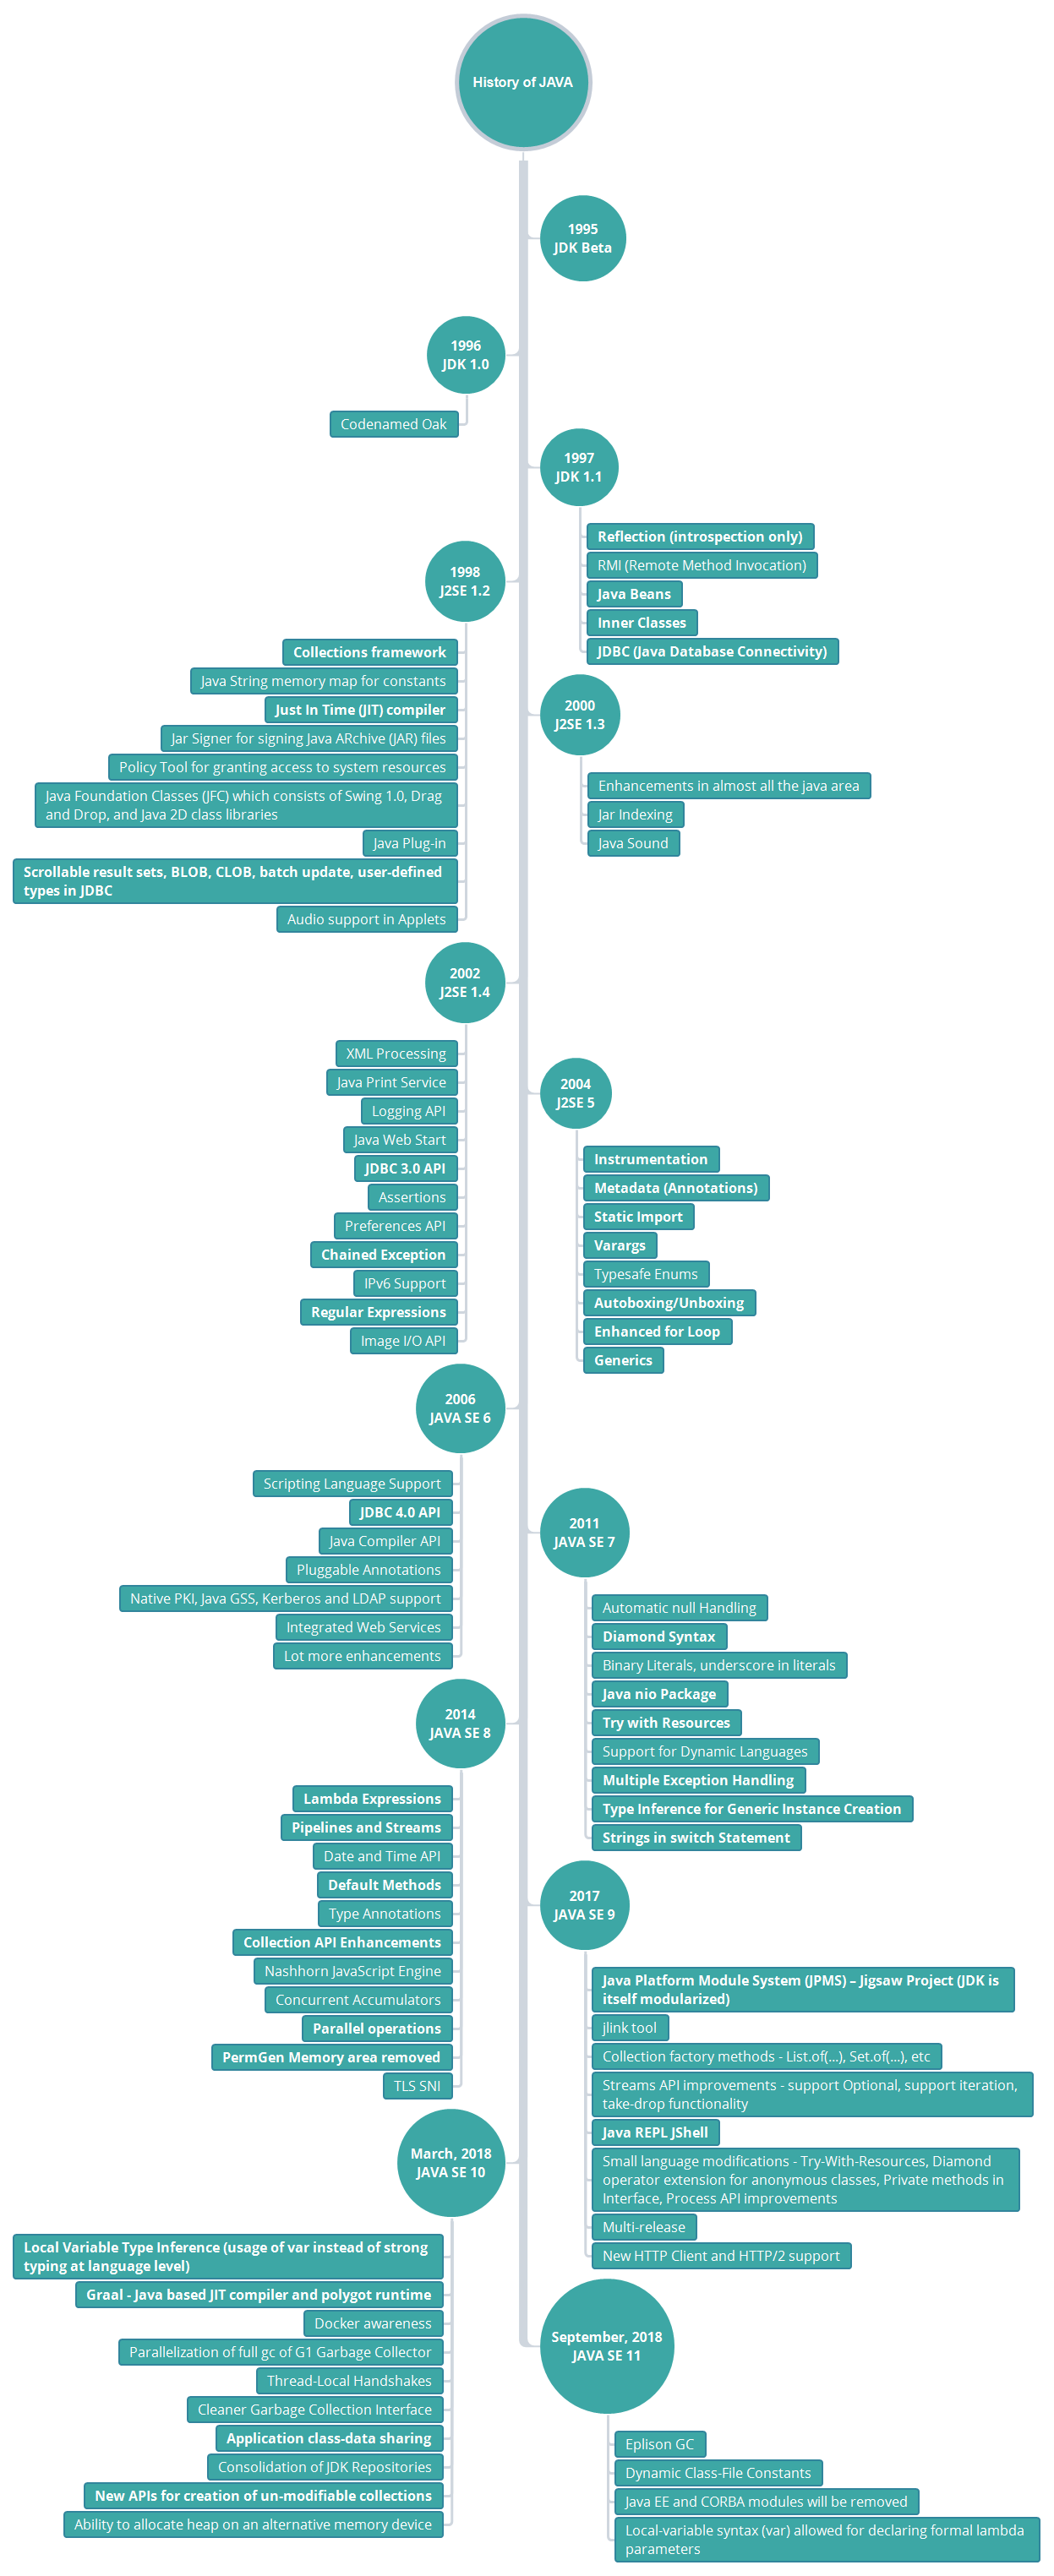 History of JAVA
1995
JDK Beta
1996
JDK 1.0
Codenamed Oak
1997
JDK 1.1
Reflection (introspection only)
RMI (Remote Method Invocation)
Java Beans
Inner Classes
JDBC (Java Database Connectivity)
1998
J2SE 1.2
Collections framework
Java String memory map for constants
Just In Time (JIT) compiler
Jar Signer for signing Java ARchive (JAR) files
Policy Tool for granting access to system resources
Java Foundation Classes (JFC) which consists of Swing 1.0, Drag
and Drop, and Java 2D class libraries
Java Plug-in
Scrollable result sets, BLOB, CLOB, batch update, user-defined
types in JDBC
Audio support in Applets
2000
J2SE 1.3
Enhancements in almost all the java area
Jar Indexing
Java Sound
2002
J2SE 1.4
XML Processing
Java Print Service
Logging API
Java Web Start
JDBC 3.0 API
Assertions
Preferences API
Chained Exception
IPv6 Support
Regular Expressions
Image I/O API
2004
J2SE 5
Instrumentation
Metadata (Annotations)
Static Import
Varargs
Typesafe Enums
Autoboxing/Unboxing
Enhanced for Loop
Generics
2006
JAVA SE 6
Scripting Language Support
JDBC 4.0 API
Java Compiler API
Pluggable Annotations
Native PKI, Java GSS, Kerberos and LDAP support
Integrated Web Services
Lot more enhancements
2011
JAVA SE 7
Automatic null Handling
Diamond Syntax
Binary Literals, underscore in literals
Java nio Package
Try with Resources
Support for Dynamic Languages
Multiple Exception Handling
Type Inference for Generic Instance Creation
Strings in switch Statement
2014
JAVA SE 8
Lambda Expressions
Pipelines and Streams
Date and Time API
Default Methods
Type Annotations
Collection API Enhancements
Nashhorn JavaScript Engine
Concurrent Accumulators
Parallel operations
PermGen Memory area removed
TLS SNI
2017
JAVA SE 9
Java Platform Module System (JPMS) – Jigsaw Project (JDK is
itself modularized)
jlink tool
Collection factory methods - List.of(...), Set.of(...), etc
Streams API improvements - support Optional, support iteration,
take-drop functionality
Java REPL JShell
Small language modifications - Try-With-Resources, Diamond
operator extension for anonymous classes, Private methods in
Interface, Process API improvements
Multi-release
New HTTP Client and HTTP/2 support
March, 2018
JAVA SE 10
Local Variable Type Inference (usage of var instead of strong
typing at language level)
Graal - Java based JIT compiler and polygot runtime
Docker awareness
Parallelization of full gc of G1 Garbage Collector
Thread-Local Handshakes
Cleaner Garbage Collection Interface
Application class-data sharing
Consolidation of JDK Repositories
New APIs for creation of un-modifiable collections
Ability to allocate heap on an alternative memory device
September, 2018
JAVA SE 11
Eplison GC
Dynamic Class-File Constants
Java EE and CORBA modules will be removed
Local-variable syntax (var) allowed for declaring formal lambda
parameters